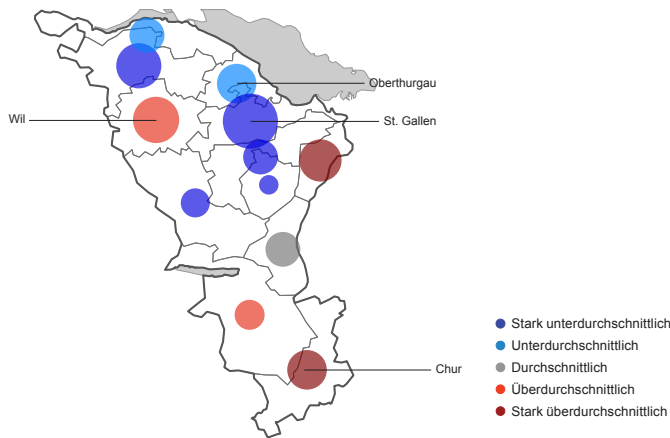 Oberthurgau
Wil
St. Gallen
Stark unterdurchschnittlich
Unterdurchschnittlich
Durchschnittlich
Chur
Überdurchschnittlich
Stark überdurchschnittlich